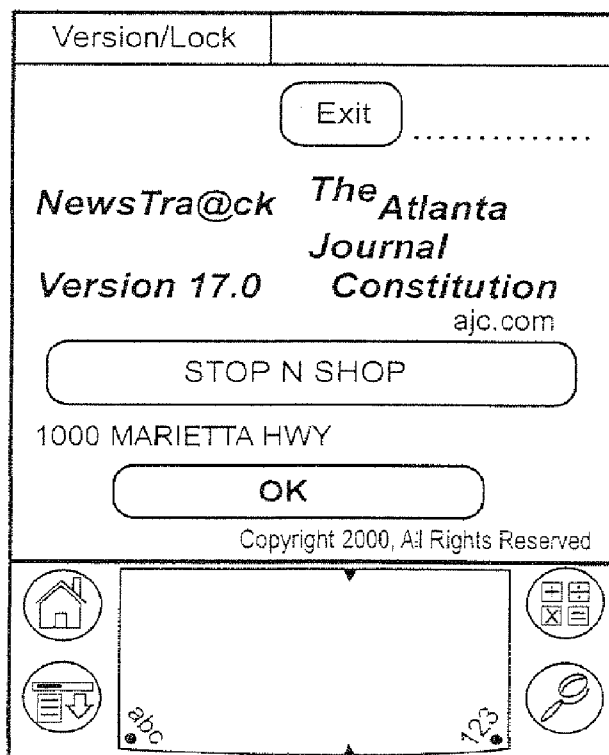 Version/Lock
Exit ..............
NewsTra@ck
Version 17.0
The Atlanta
Journal
Constitution
ajc.com
STOP N SHOP
1000 MARIETTA HWY
OK
Copyright 2000, All Rights Reserved
abc
123